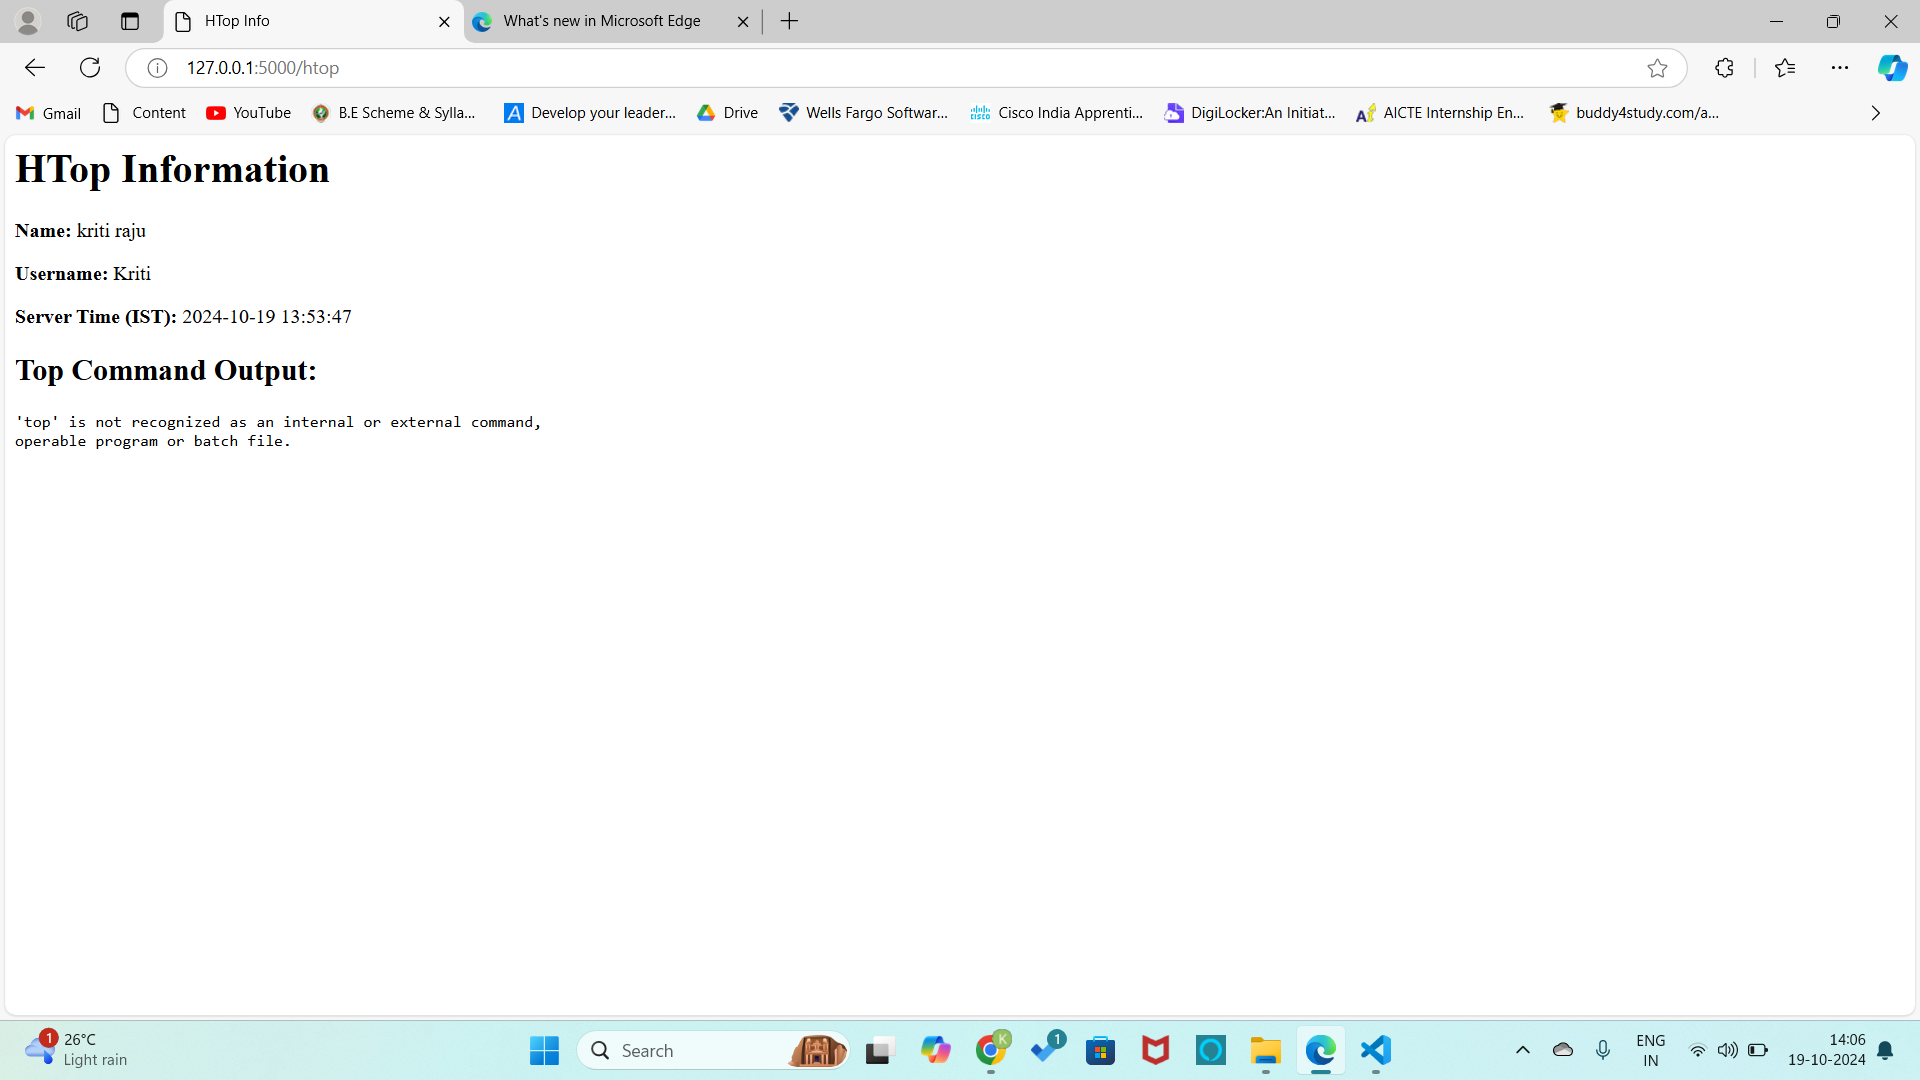 HTop Info
What's new in Microsoft Edge
127.0.0.1:5000/htop
Gmail
Content
YouTube
B.E Scheme & Sylla...
Develop your leader...
Drive
Wells Fargo Softwar...
Cisco India Apprenti...
DigiLocker:An Initiat...
AICTE Internship En...
buddy4study.com/a...
HTop Information
Name: kriti raju
Username: Kriti
Server Time (IST): 2024-10-19 13:53:47
Top Command Output:
'top' is not recognized as an internal or external command,
operable program or batch file.
1
26°C
Light rain
Search
K
1
ENG
IN
14:06
19-10-2024